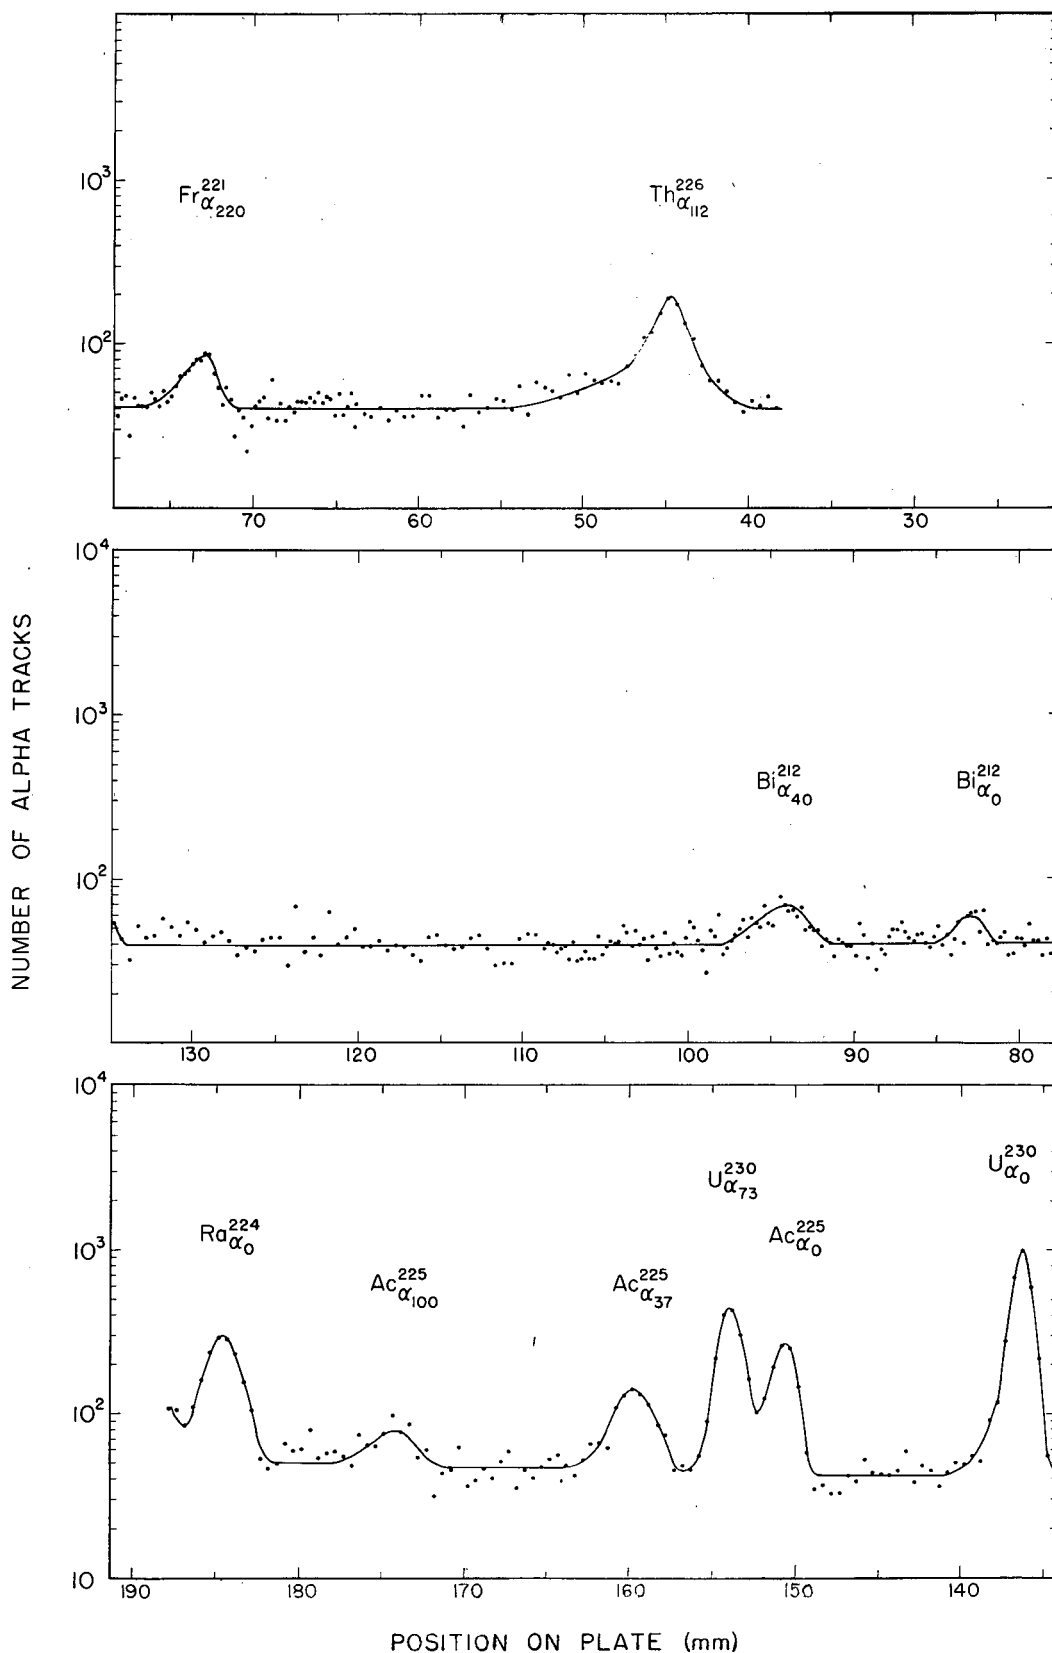 10³
Fr²²¹α₂₂₀
Th²²⁶α₁₁₂
10²
70 60 50 40 30
10⁴
10³
Bi²¹²α₄₀
Bi²¹²α₀
10²
130 120 110 100 90 80
10⁴
U²³⁰α₀
U²³⁰α₇₃
Ra²²⁴α₀
Ac²²⁵α₀
10³
Ac²²⁵α₁₀₀
Ac²²⁵α₃₇
10²
10
190 180 170 160 150 140
NUMBER OF ALPHA TRACKS
POSITION ON PLATE (mm)